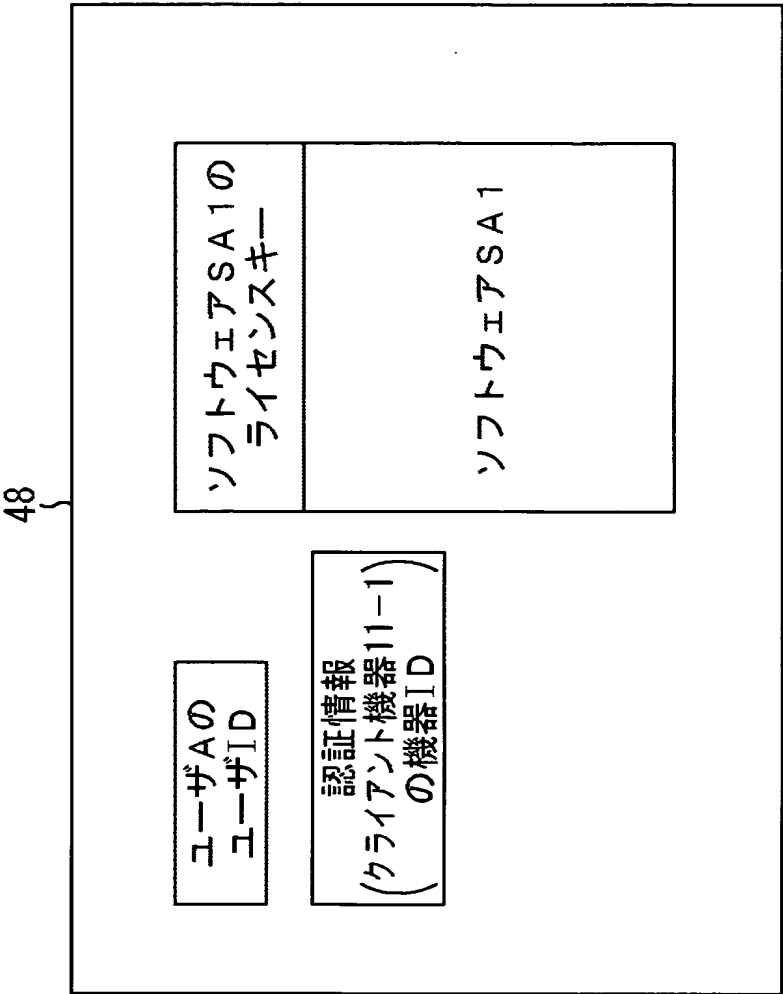 48
ユーザAの
ユーザID
認証情報
(クライアント機器11-1)
の機器ID
ソフトウェアSA1の
ライセンスキー
ソフトウェアSA1